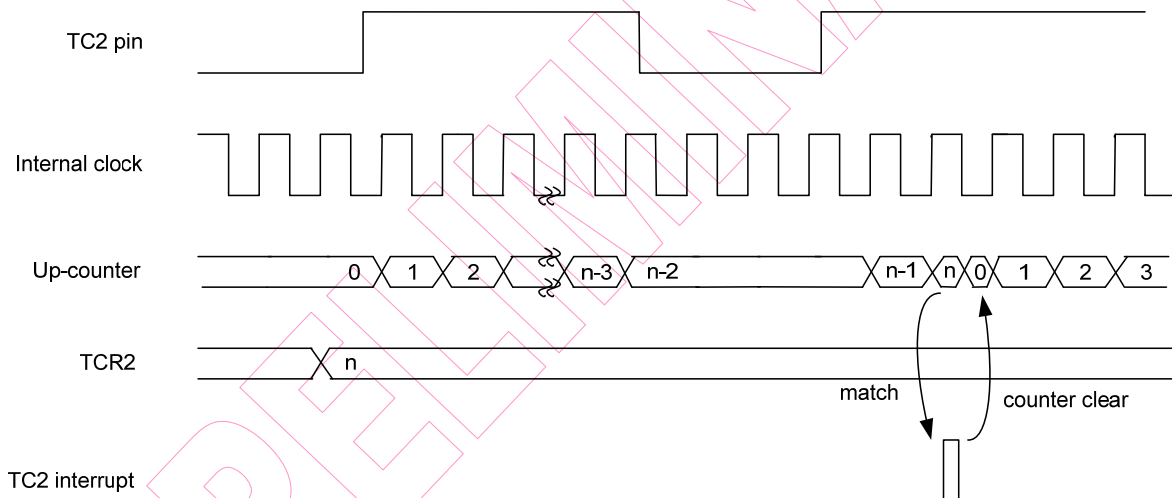 TC2 pin
Internal clock
Up-counter 0 1 2 n-3 n-2 n-1 n 0 1 2 3
TCR2 n
match counter clear
TC2 interrupt